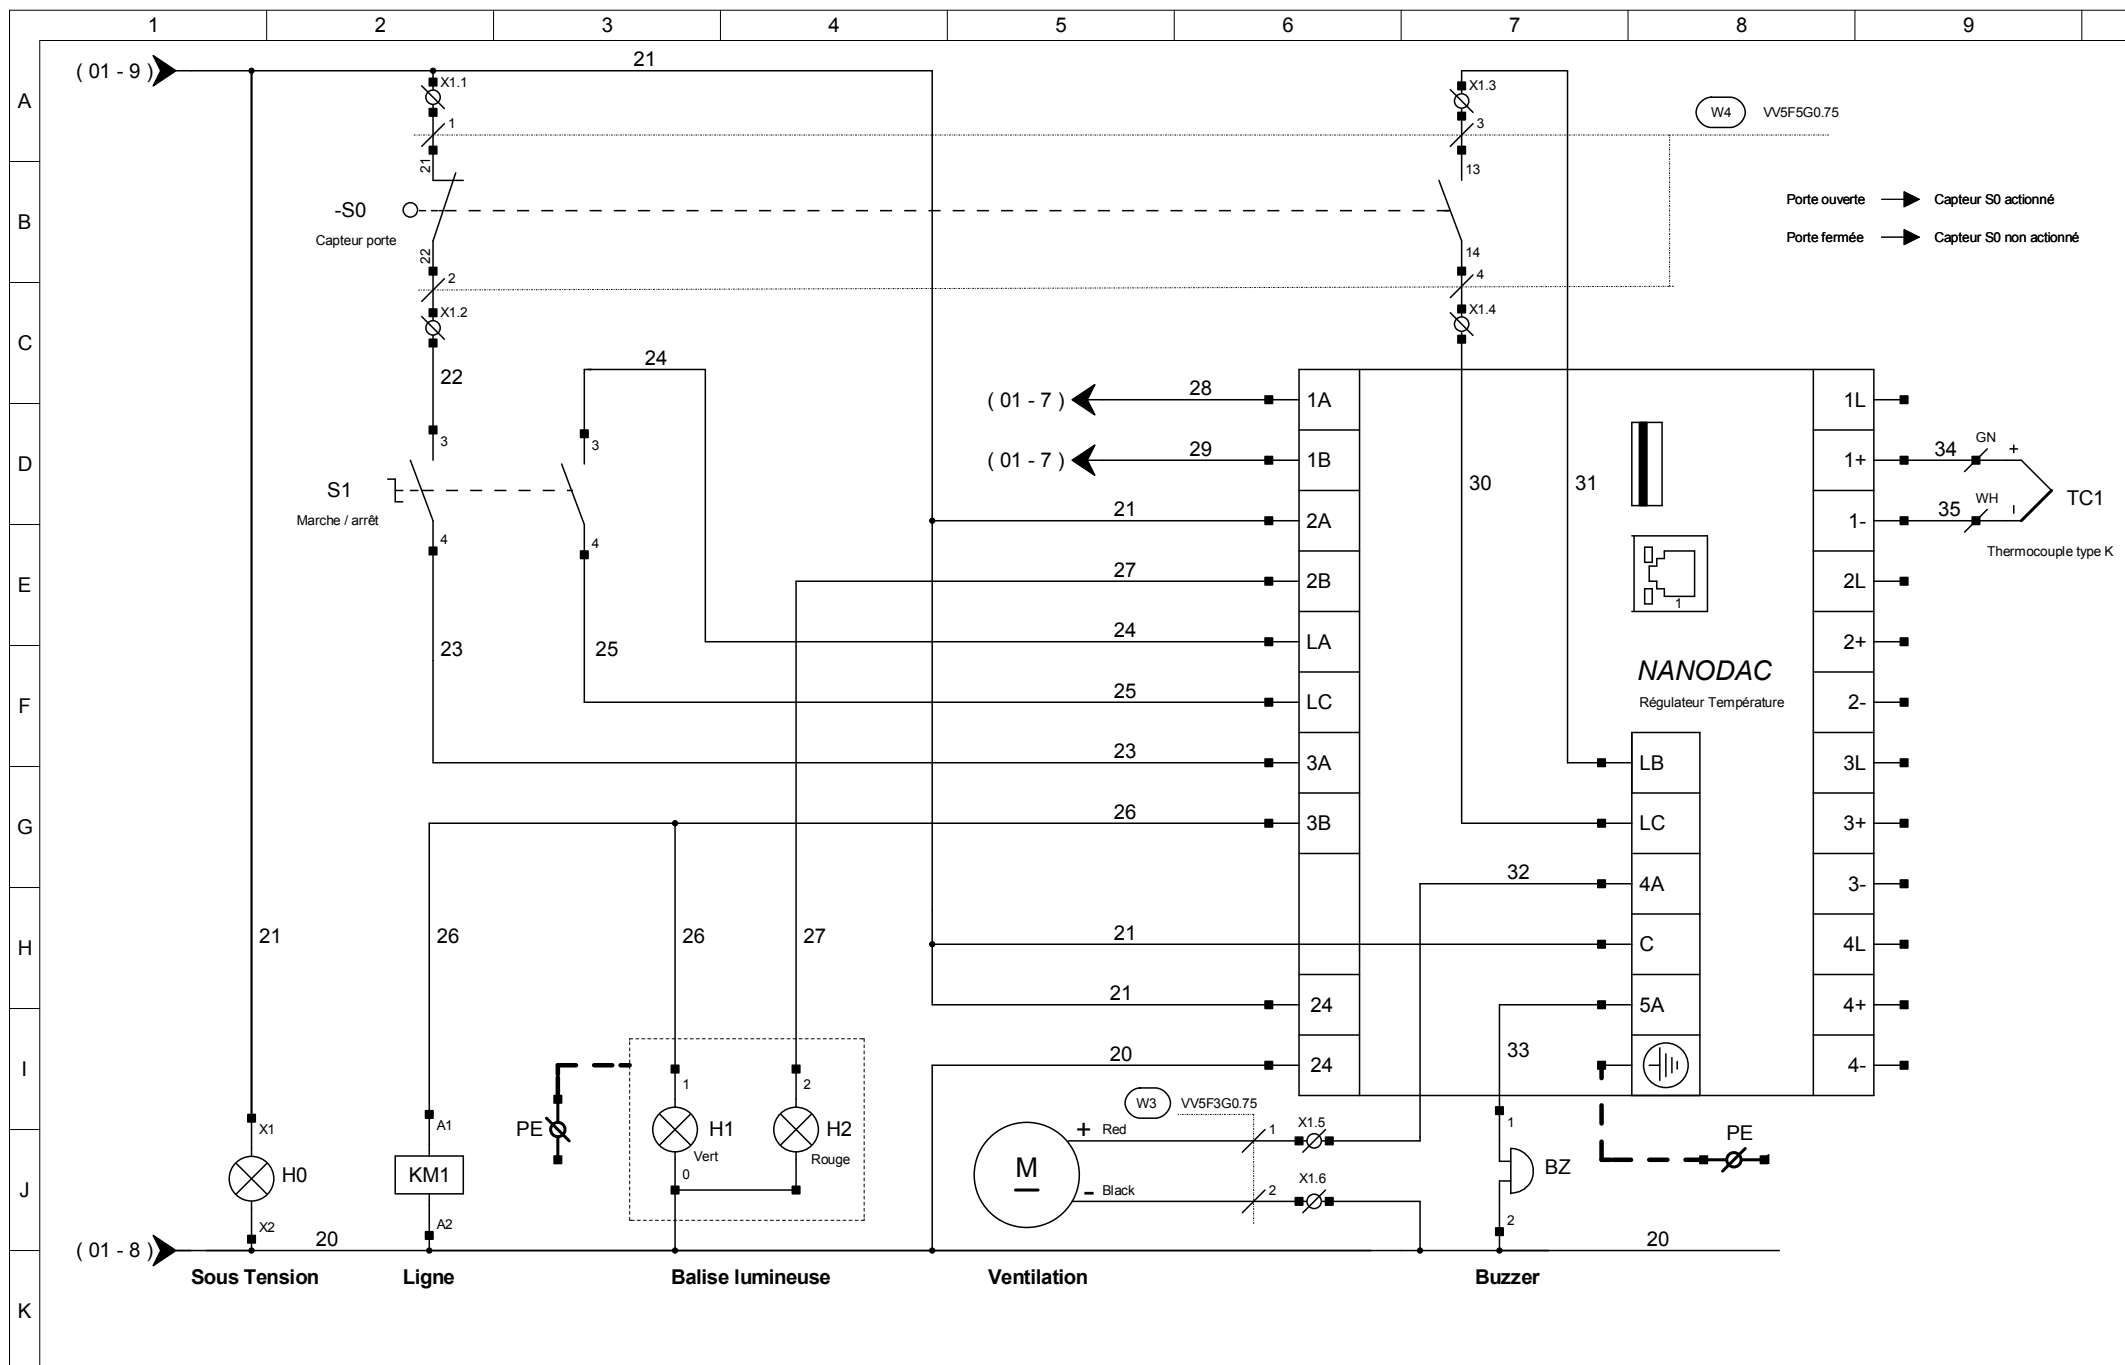 1 2 3 4 5 6 7 8 9
A
B
C
D
E
F
G
H
I
J
K
( 01 - 9 )
21
X1.1
1
21
-S0
Capteur porte
22
2
X1.2
22
X1.3
3
13
14
4
X1.4
W4 VV5F5G0.75
Porte ouverte Capteur S0 actionné
Porte fermée Capteur S0 non actionné
24
3
S1
Marche / arrêt
4
3
4
23
25
( 01 - 7 ) 28 1A
( 01 - 7 ) 29 1B
21 2A
27 2B
24 LA
25 LC
23 3A
26 3B
21
21 24
20 24
30
31
1
NANODAC
Régulateur Température
LB
LC
32 4A
C
5A
33
1L
1+
1-
2L
2+
2-
3L
3+
3-
4L
4+
4-
34 GN +
35 WH -
TC1
Thermocouple type K
21
26
26
27
X1
H0
X2
A1
KM1
A2
PE
1
H1
Vert
0
2
H2
Rouge
W3 VV5F3G0.75
M
+ Red 1 X1.5
- Black 2 X1.6
1
BZ
2
PE
( 01 - 8 )
20
20
Sous Tension
Ligne
Balise lumineuse
Ventilation
Buzzer